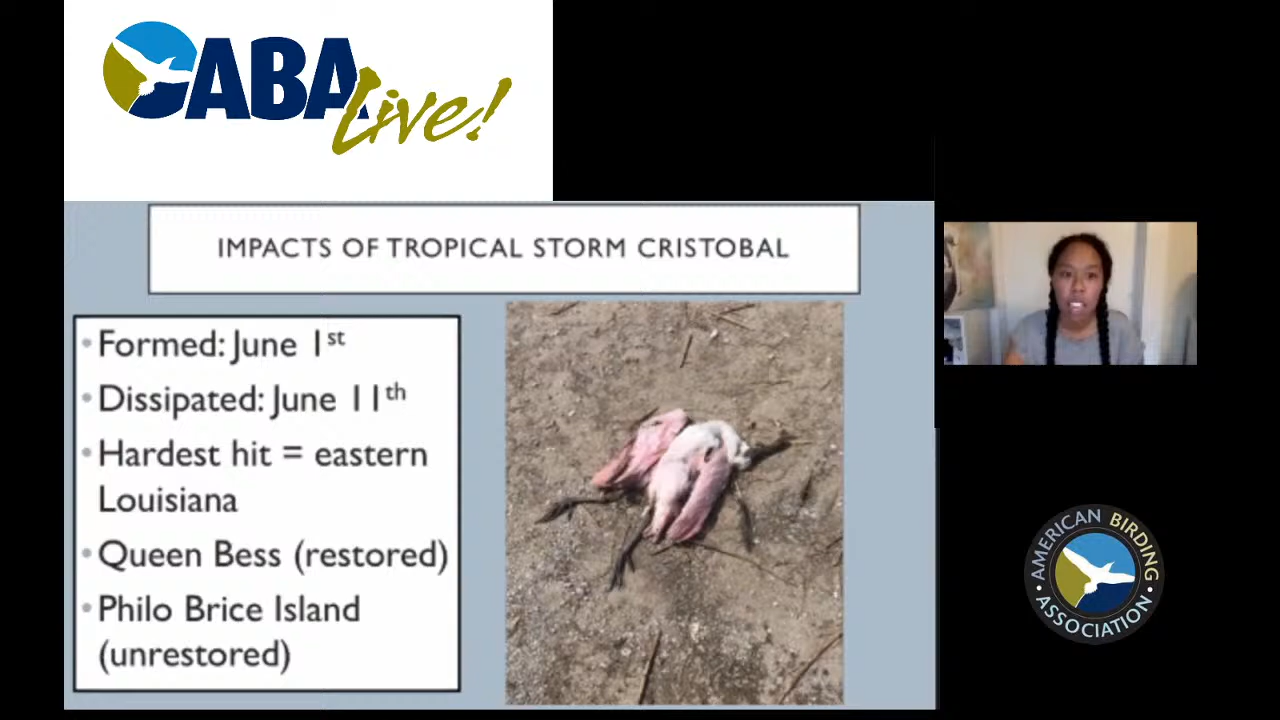 ABA
Live!
IMPACTS OF TROPICAL STORM CRISTOBAL
• Formed: June 1st
• Dissipated: June 11th
• Hardest hit = eastern
Louisiana
• Queen Bess (restored)
• Philo Brice Island
(unrestored)
AMERICAN BIRDING
• ASSOCIATION •